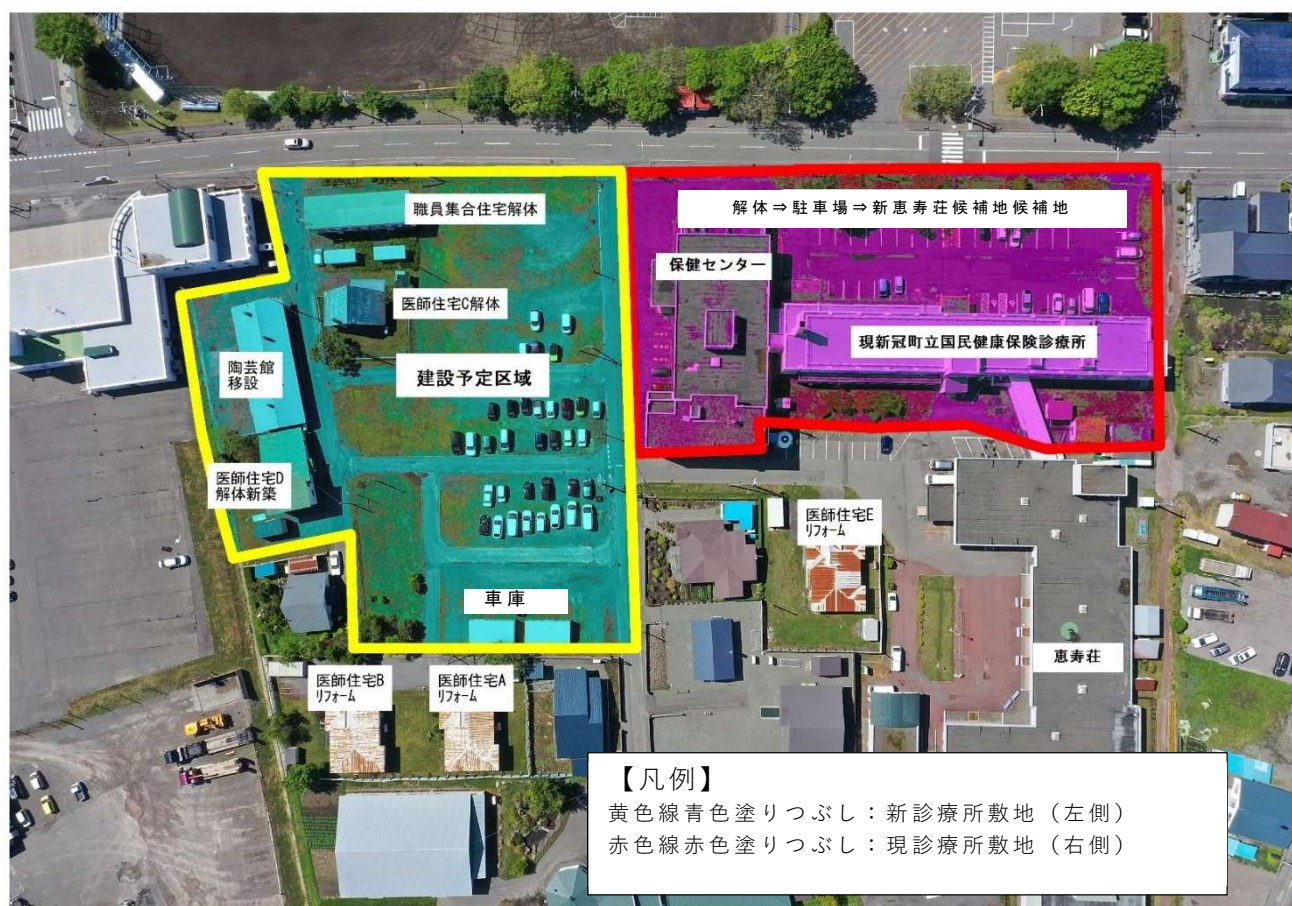 職員集合住宅解体
解体⇒駐車場⇒新恵寿荘候補地候補地
保健センター
医師住宅C解体
現新冠町立国民健康保険診療所
陶芸館
移設
建設予定区域
医師住宅D
解体新築
医師住宅E
リフォーム
車庫
恵寿荘
医師住宅B
リフォーム
医師住宅A
リフォーム
【凡例】
黄色線青色塗りつぶし：新診療所敷地（左側）
赤色線赤色塗りつぶし：現診療所敷地（右側）